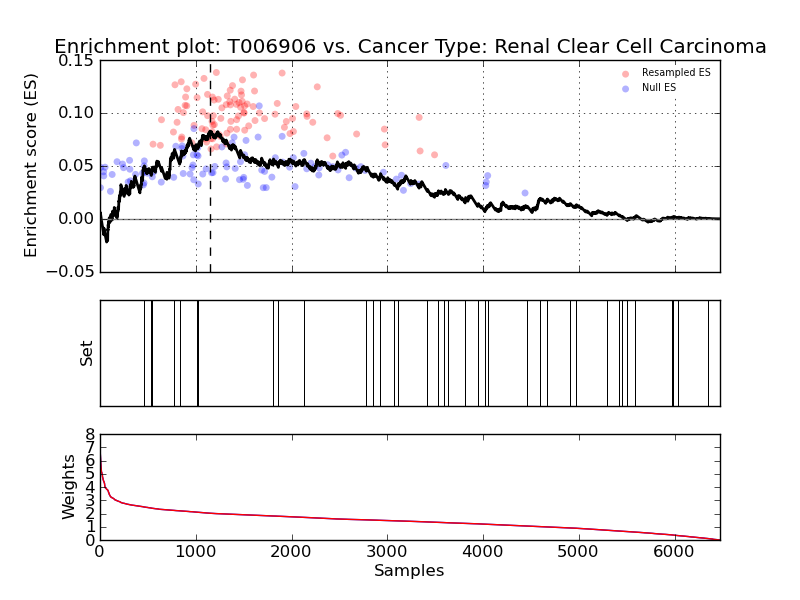 Enrichment plot: T006906 vs. Cancer Type: Renal Clear Cell Carcinoma
Enrichment score (ES)
0.15
0.10
0.05
0.00
−0.05
Resampled ES
Null ES
Set
Weights
8
7
6
5
4
3
2
1
0
0 1000 2000 3000 4000 5000 6000
Samples